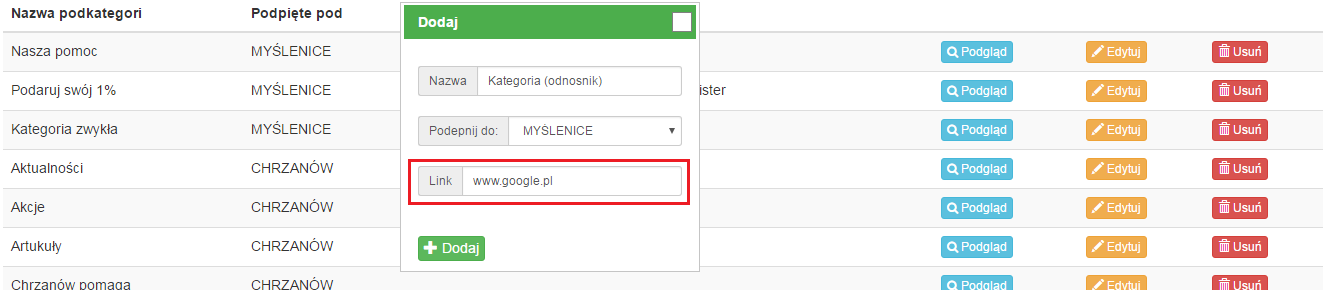 Nazwa podkategori Podpięte pod
Dodaj
Nasza pomoc MYŚLENICE Podgląd Edytuj Usuń
Nazwa Kategoria (odnosnik)
Podaruj swój 1% MYŚLENICE ister Podgląd Edytuj Usuń
Kategoria zwykła MYŚLENICE Podepnij do: MYŚLENICE Podgląd Edytuj Usuń
Aktualności CHRZANÓW Podgląd Edytuj Usuń
Link www.google.pl
Akcje CHRZANÓW Podgląd Edytuj Usuń
Artukuły CHRZANÓW Dodaj Podgląd Edytuj Usuń
Chrzanów pomaga CHRZANÓW Podgląd Edytuj Usuń